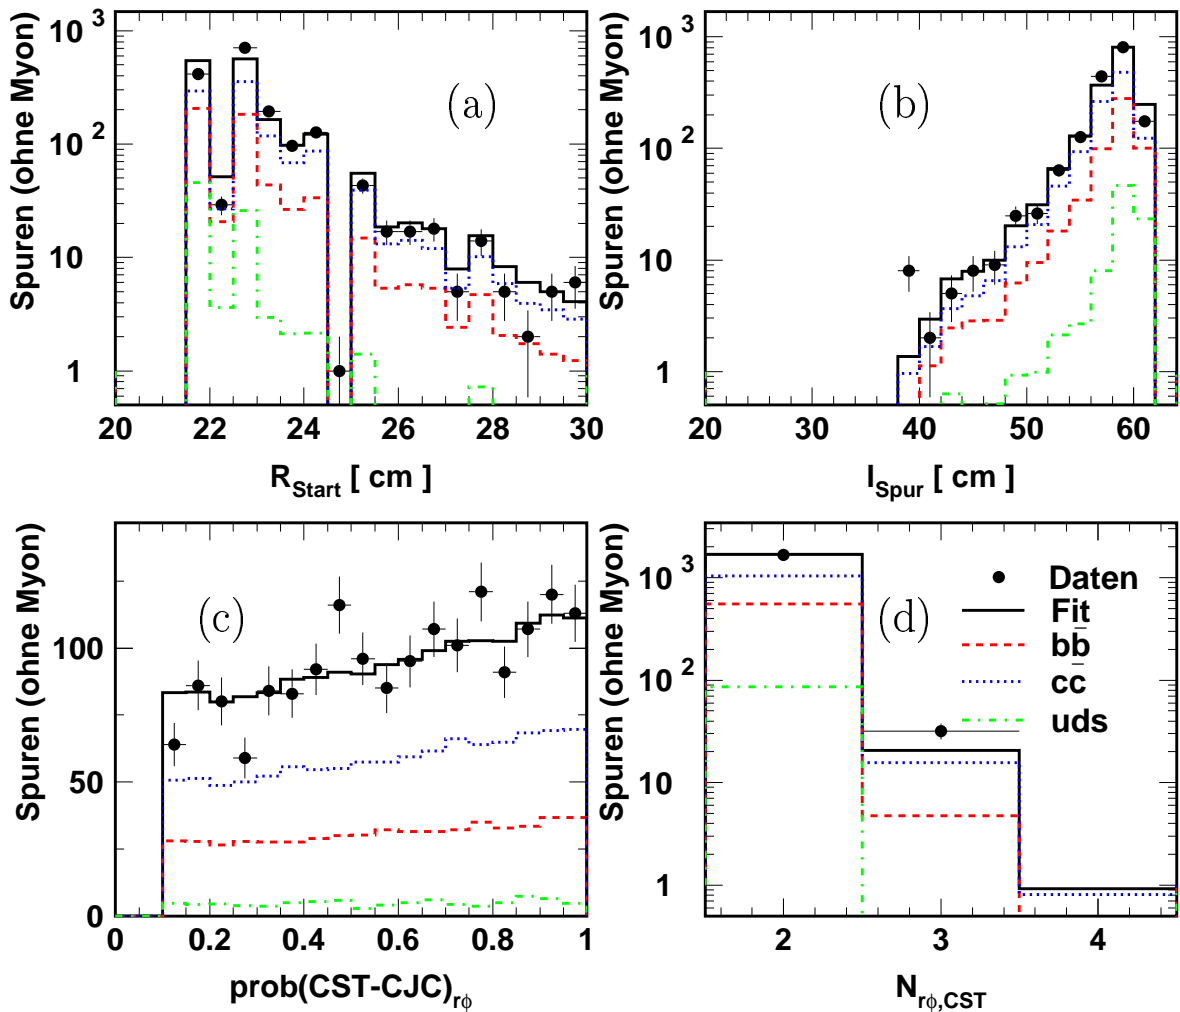 Spuren (ohne Myon)
10 3
10 2
10
1
(a)
20 22 24 26 28 30
R_Start [ cm ]
Spuren (ohne Myon)
10 3
10 2
10
1
(b)
20 30 40 50 60
l_Spur [ cm ]
Spuren (ohne Myon)
100
50
0
(c)
0 0.2 0.4 0.6 0.8 1
prob(CST-CJC)_rϕ
Spuren (ohne Myon)
10 3
10 2
10
1
(d)
Daten
Fit
bb̄
cc̄
uds
2 3 4
N_rϕ,CST